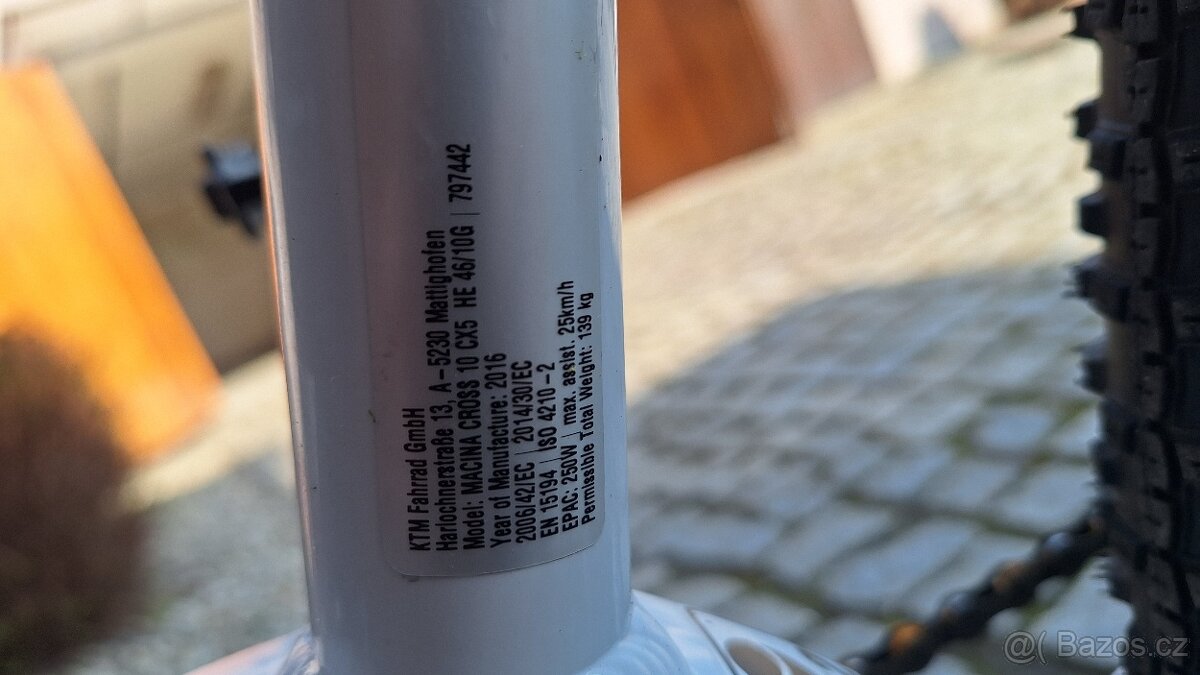 KTM Fahrrad GmbH
Harlochnerstraße 13, A-5230 Mattighofen
Model: MACINA CROSS 10 CX5 HE 46/10G | 797442
Year of Manufacture: 2016
2006/42/EC | 2014/30/EC
EN 15194 | ISO 4210-2
EPAC: 250W | max. assist. 25km/h
Permissible Total Weight: 139 kg
@( Bazos.cz